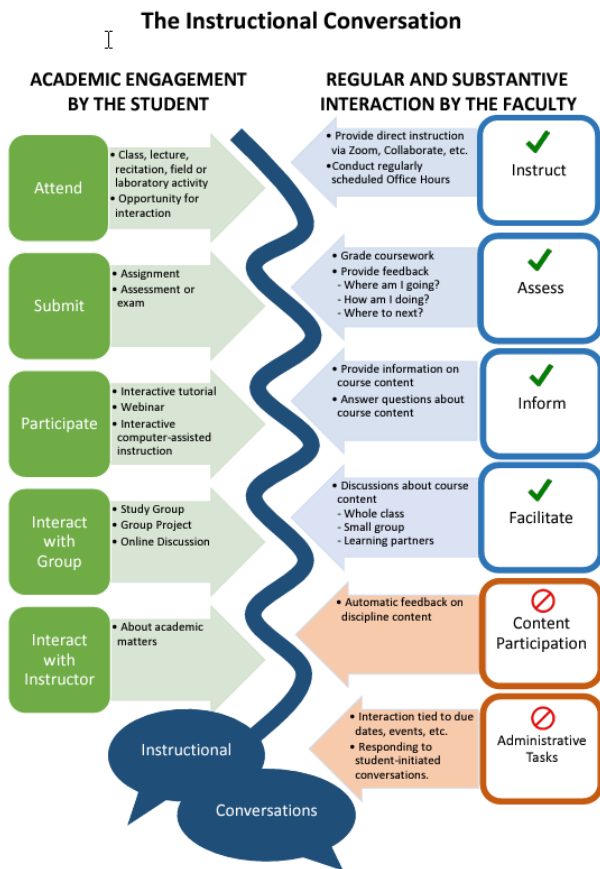 The Instructional Conversation
ACADEMIC ENGAGEMENT
BY THE STUDENT
REGULAR AND SUBSTANTIVE
INTERACTION BY THE FACULTY
Attend
• Class, lecture,
recitation, field or
laboratory activity
• Opportunity for
interaction
• Provide direct instruction
via Zoom, Collaborate, etc.
•Conduct regularly
scheduled Office Hours
Instruct
Submit
• Assignment
• Assessment or
exam
• Grade coursework
• Provide feedback
- Where am I going?
- How am I doing?
- Where to next?
Assess
Participate
• Interactive tutorial
• Webinar
• Interactive
computer-assisted
instruction
• Provide information on
course content
• Answer questions about
course content
Inform
Interact
with
Group
• Study Group
• Group Project
• Online Discussion
• Discussions about course
content
- Whole class
- Small group
- Learning partners
Facilitate
Interact
with
Instructor
• About academic
matters
• Automatic feedback on
discipline content
Content
Participation
• Interaction tied to due
dates, events, etc.
• Responding to
student-initiated
conversations.
Administrative
Tasks
Instructional
Conversations